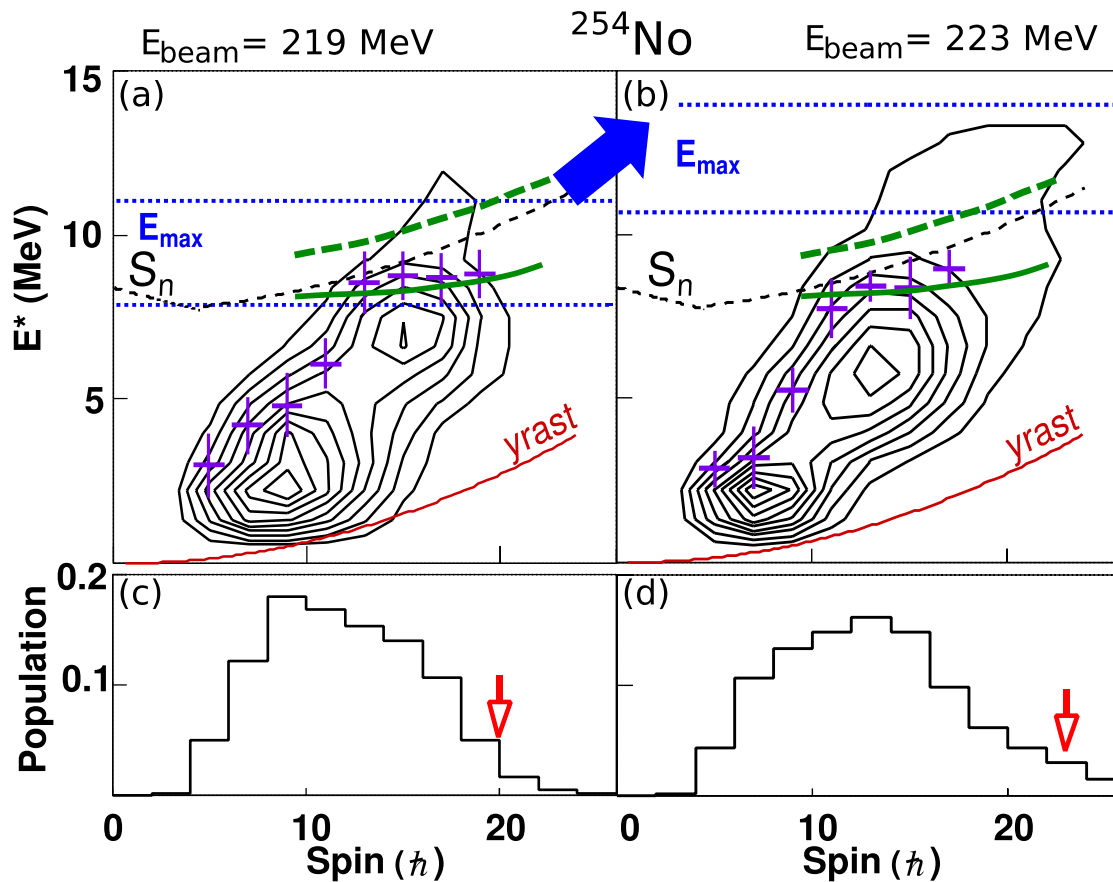 E_beam = 219 MeV
²⁵⁴No
E_beam = 223 MeV
15
(a)
(b)
E_max
E_max
10
S_n
S_n
E* (MeV)
5
yrast
yrast
0.2
(c)
(d)
0.1
Population
0
10
20
0
10
20
Spin (ℏ)
Spin (ℏ)